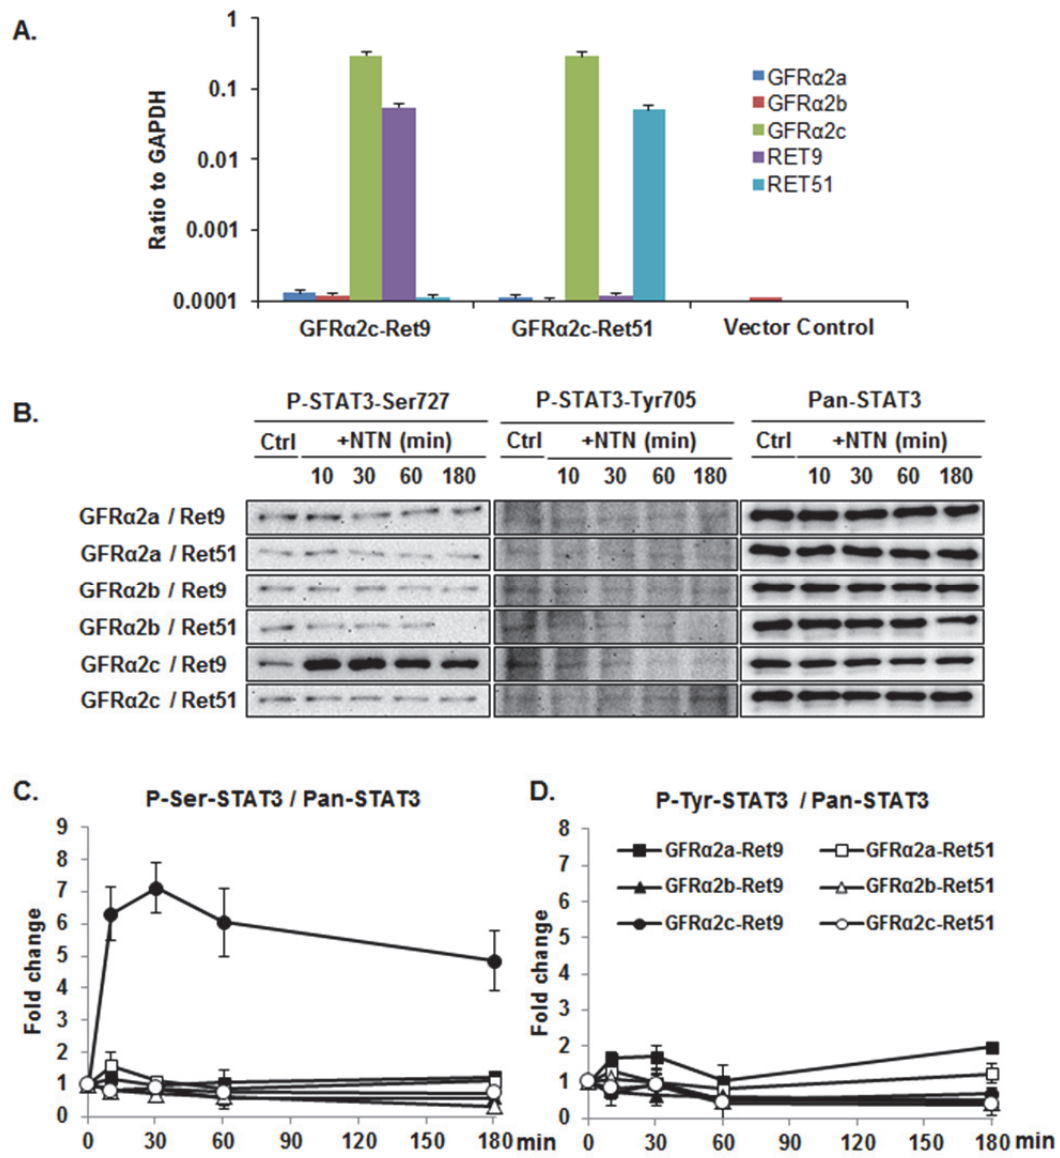 A.
1
0.1
0.01
0.001
0.0001
Ratio to GAPDH
GFRα2a
GFRα2b
GFRα2c
RET9
RET51
GFRα2c-Ret9 GFRα2c-Ret51 Vector Control
B.
P-STAT3-Ser727 P-STAT3-Tyr705 Pan-STAT3
Ctrl +NTN (min) Ctrl +NTN (min) Ctrl +NTN (min)
10 30 60 180 10 30 60 180 10 30 60 180
GFRα2a / Ret9
GFRα2a / Ret51
GFRα2b / Ret9
GFRα2b / Ret51
GFRα2c / Ret9
GFRα2c / Ret51
C.
P-Ser-STAT3 / Pan-STAT3
9
8
7
6
5
4
3
2
1
0
Fold change
0 30 60 90 120 150 180 min
D.
P-Tyr-STAT3 / Pan-STAT3
8
7
6
5
4
3
2
1
0
Fold change
GFRα2a-Ret9 GFRα2a-Ret51
GFRα2b-Ret9 GFRα2b-Ret51
GFRα2c-Ret9 GFRα2c-Ret51
0 30 60 90 120 150 180 min